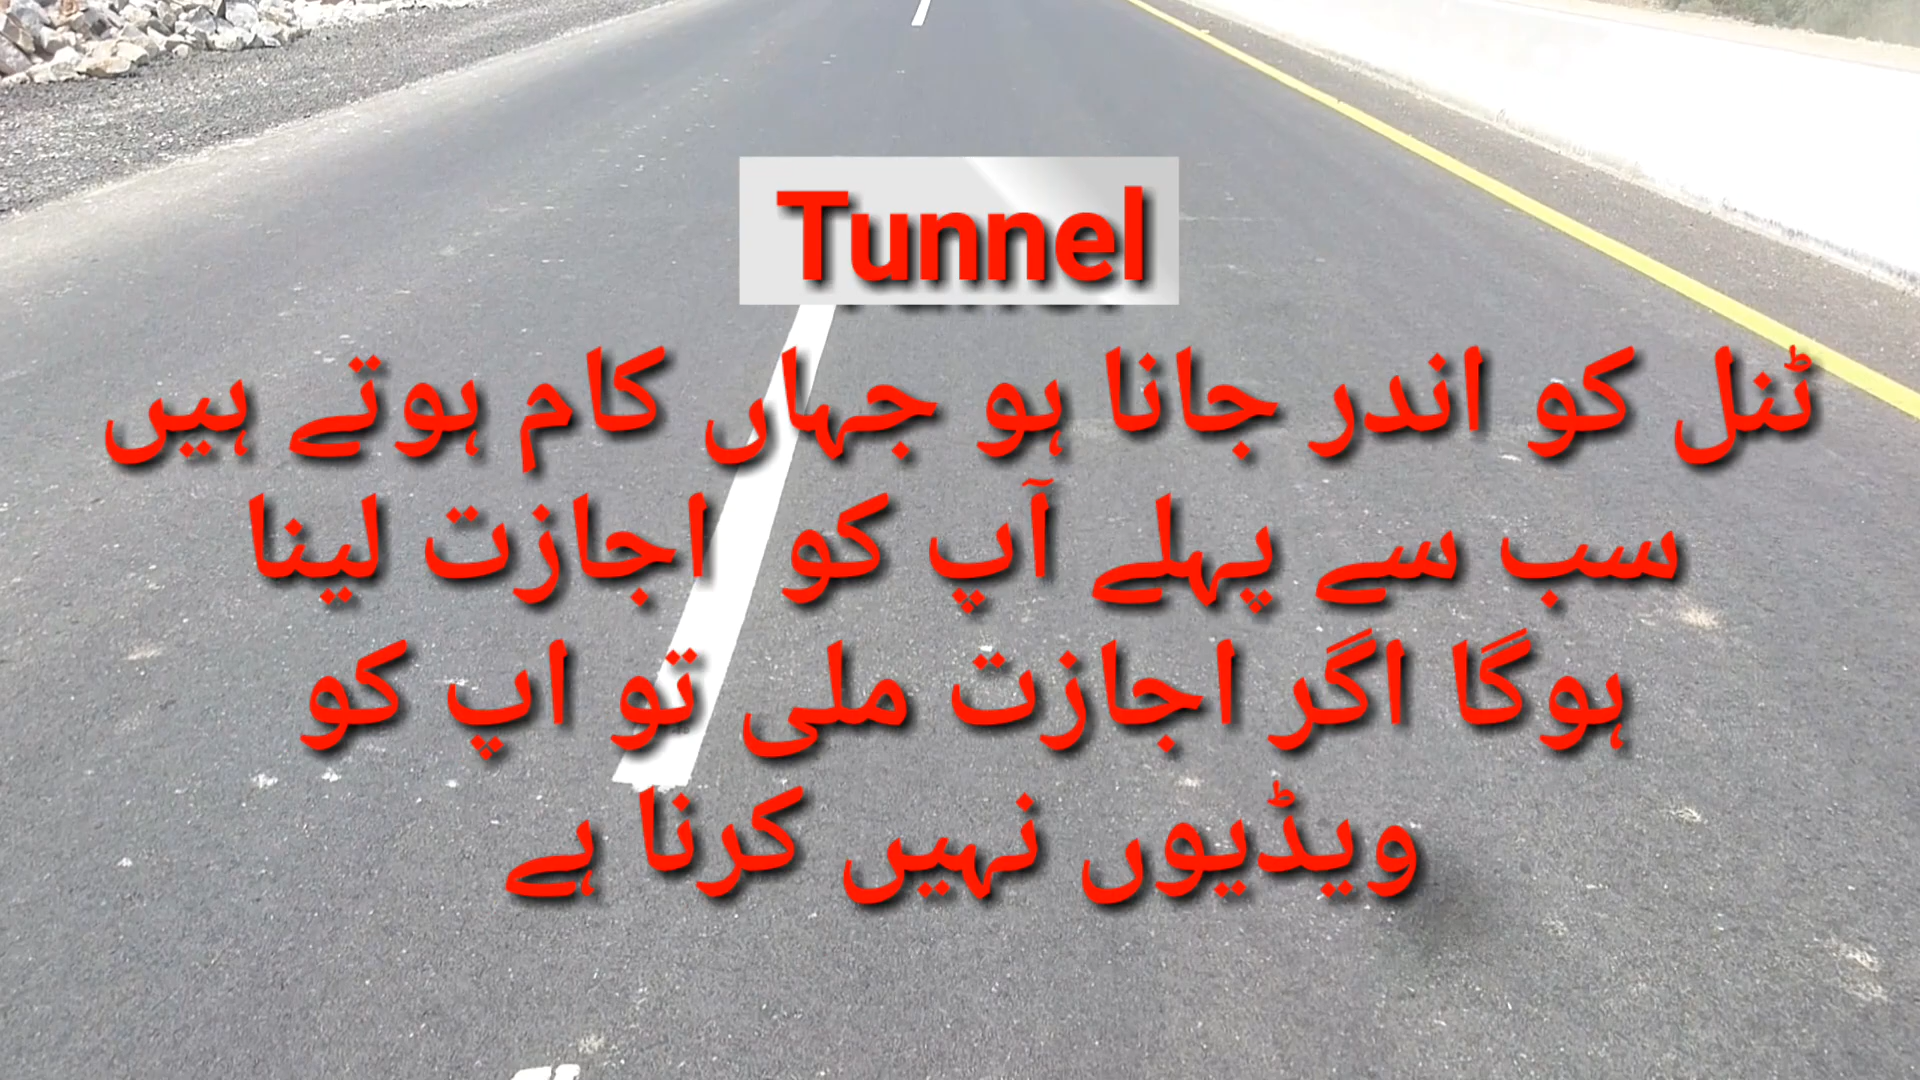 Tunnel
ٹنل کو اندر جانا ہو جہاں کام ہوتے ہیں
سب سے پہلے آپ کو اجازت لینا
ہوگا اگر اجازت ملی تو اپ کو
ویڈیوں نہیں کرنا ہے